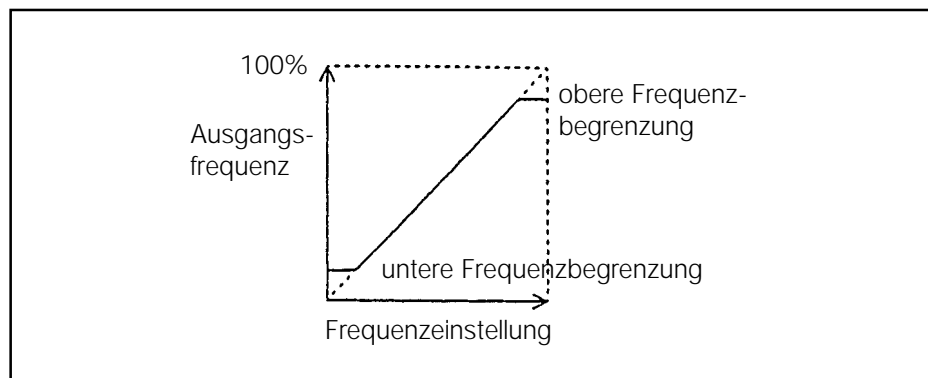 100%
obere Frequenz-
begrenzung
Ausgangs-
frequenz
untere Frequenzbegrenzung
Frequenzeinstellung